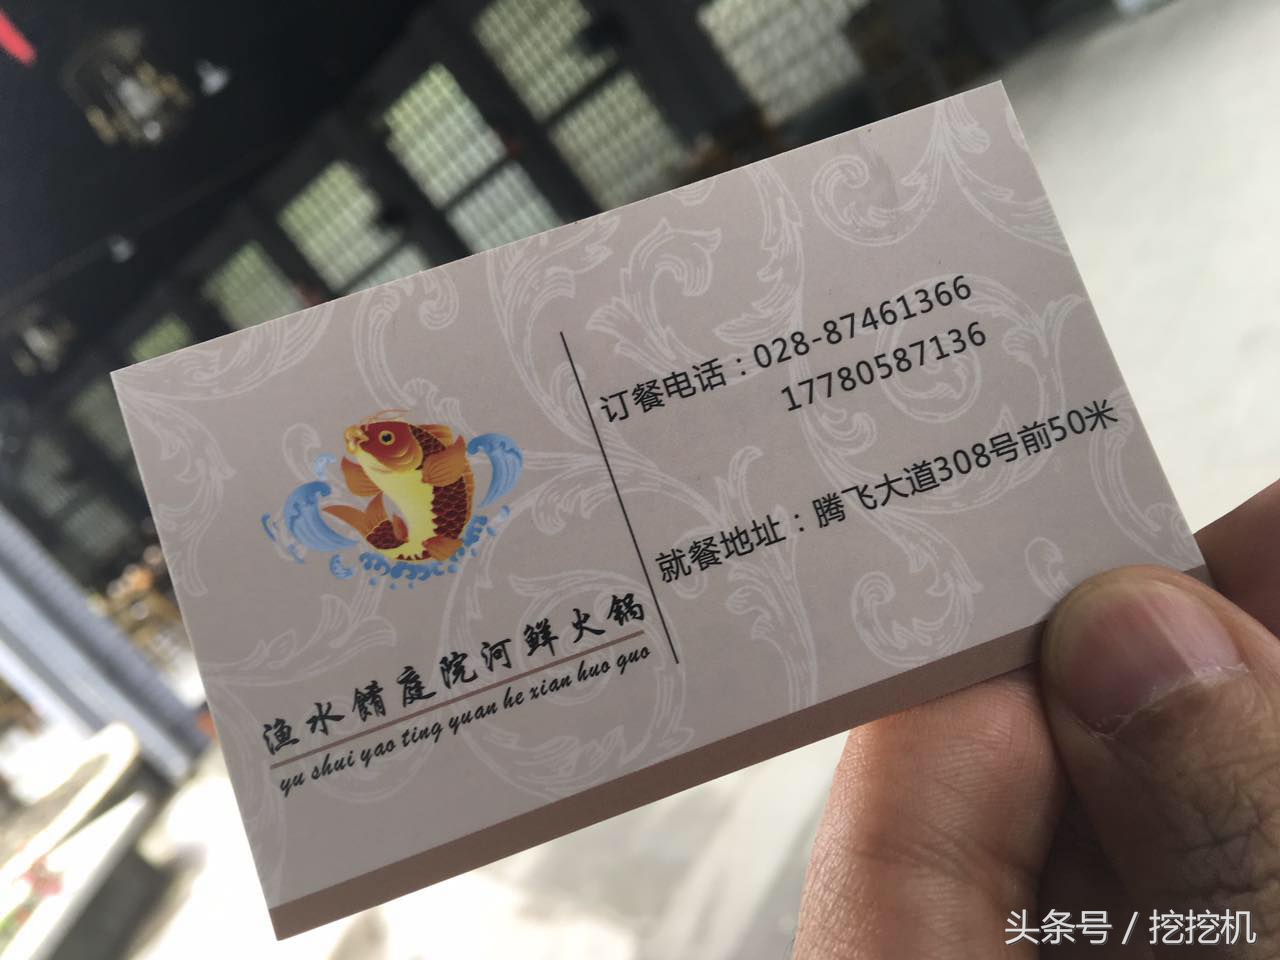 订餐电话：028-87461366
17780587136
就餐地址：腾飞大道308号前50米
渔水餚庭院河鲜火锅
yu shui yao ting yuan he xian huo guo
头条号 / 挖挖机